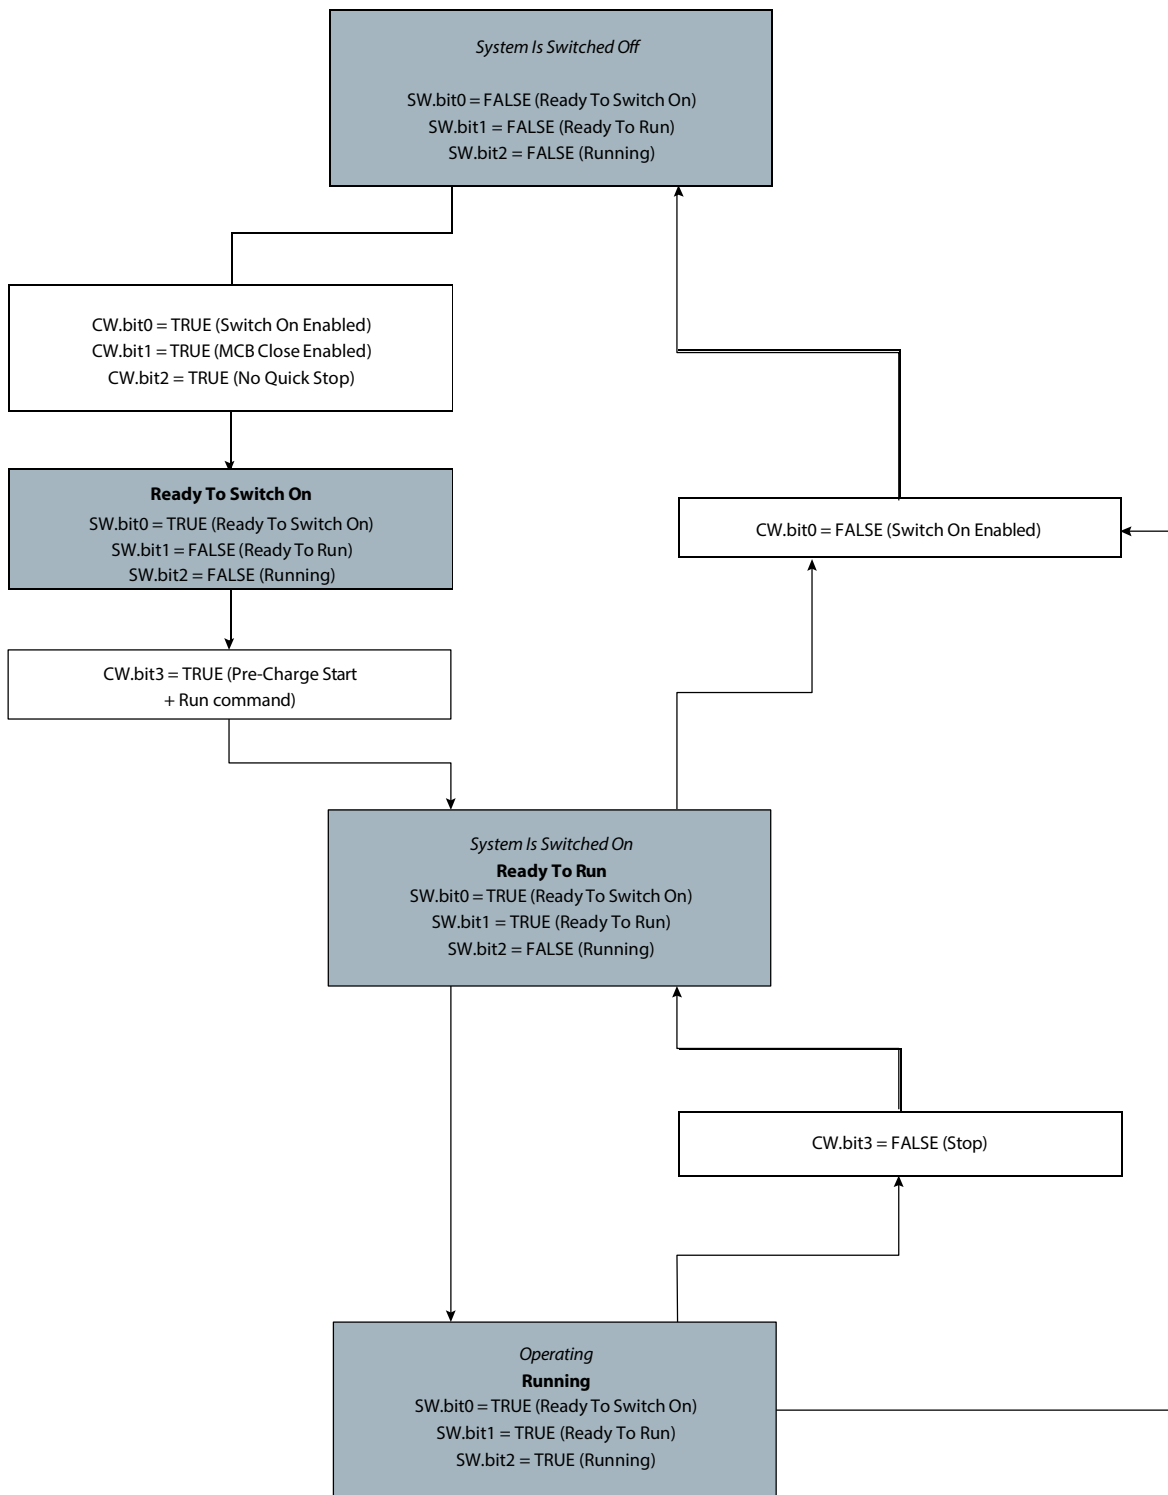 System Is Switched Off
SW.bit0 = FALSE (Ready To Switch On)
SW.bit1 = FALSE (Ready To Run)
SW.bit2 = FALSE (Running)
CW.bit0 = TRUE (Switch On Enabled)
CW.bit1 = TRUE (MCB Close Enabled)
CW.bit2 = TRUE (No Quick Stop)
Ready To Switch On
SW.bit0 = TRUE (Ready To Switch On)
SW.bit1 = FALSE (Ready To Run)
SW.bit2 = FALSE (Running)
CW.bit0 = FALSE (Switch On Enabled)
CW.bit3 = TRUE (Pre-Charge Start
+ Run command)
System Is Switched On
Ready To Run
SW.bit0 = TRUE (Ready To Switch On)
SW.bit1 = TRUE (Ready To Run)
SW.bit2 = FALSE (Running)
CW.bit3 = FALSE (Stop)
Operating
Running
SW.bit0 = TRUE (Ready To Switch On)
SW.bit1 = TRUE (Ready To Run)
SW.bit2 = TRUE (Running)